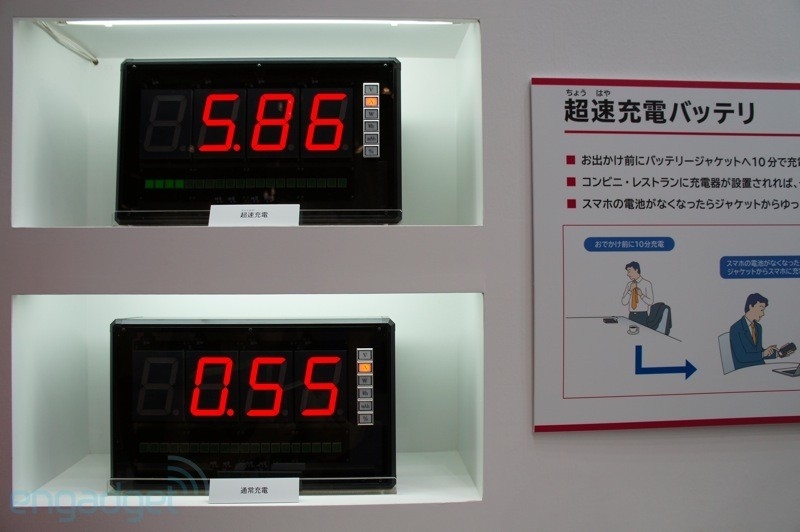 5.86
V
A
W
%
超速充電
0.55
V
A
W
%
通常充電
ちょう はや
超速充電バッテリ
■ お出かけ前にバッテリージャケットへ10分で充
■ コンビニ・レストランに充電器が設置されれば、
■ スマホの電池がなくなったらジャケットからゆっ
おでかけ前に10分充電
スマホの電池がなくなった
ジャケットからスマホに充
engadget